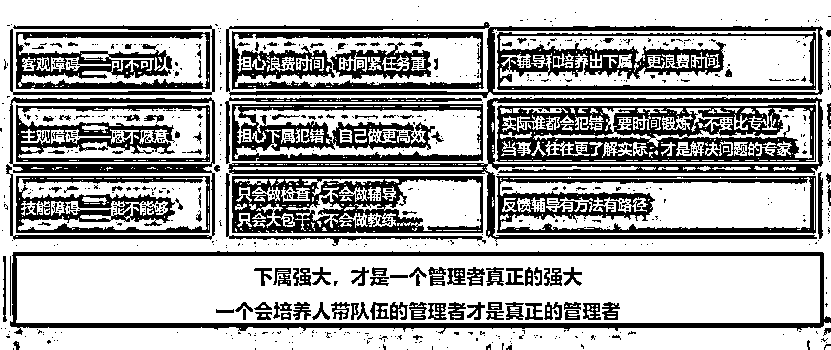 客观障碍——可不可以
担心浪费时间，时间紧任务重
不辅导和培养出下属，更浪费时间
主观障碍——愿不愿意
担心下属犯错，自己做更高效
实际谁都会犯错，要时间锻炼，不要比专业
当事人往往更了解实际，才是解决问题的专家
技能障碍——能不能够
只会做检查，不会做辅导
只会大包干，不会做教练
反馈辅导有方法有路径
下属强大，才是一个管理者真正的强大
一个会培养人带队伍的管理者才是真正的管理者